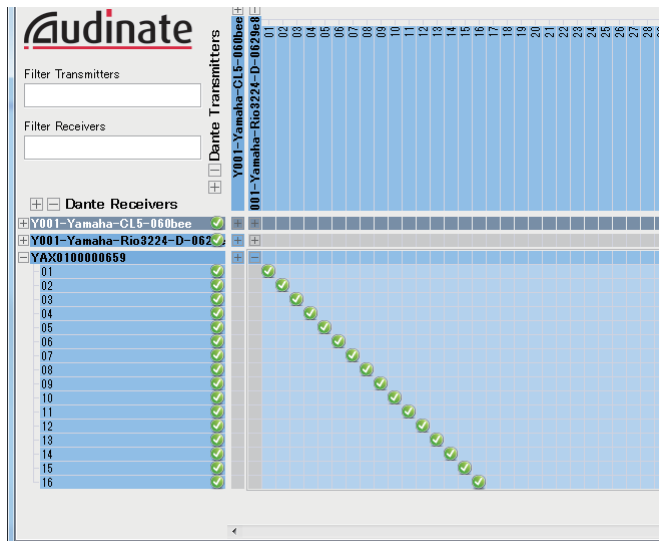 Audinate
Filter Transmitters
Filter Receivers
Dante Transmitters
Y001-Yamaha-CL5-060bee
001-Yamaha-Rio3224-D-0629e8
01 02 03 04 05 06 07 08 09 10 11 12 13 14 15 16 17 18 19 20 21 22 23 24 25 26 27 28
Dante Receivers
Y001-Yamaha-CL5-060bee
Y001-Yamaha-Rio3224-D-062
YAX0100000659
01
02
03
04
05
06
07
08
09
10
11
12
13
14
15
16